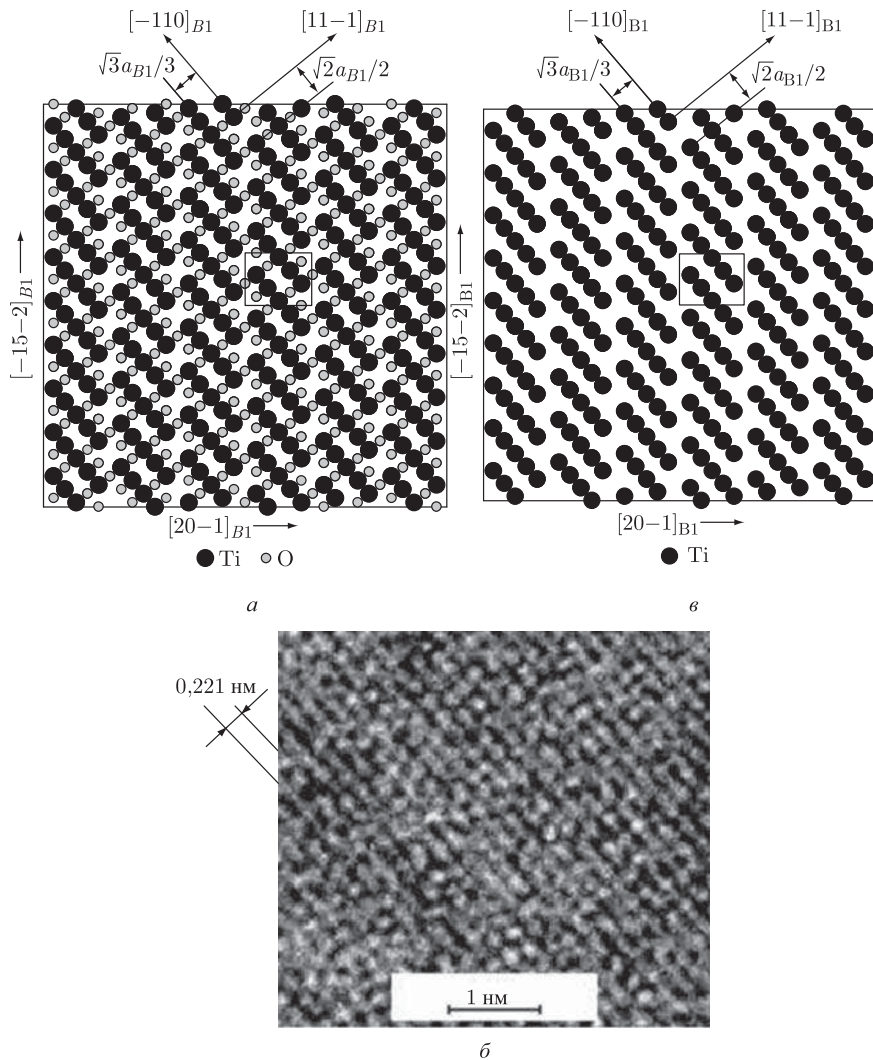 [−110]B1
[11−1]B1
√3aB1/3
√2aB1/2
[−15−2]B1
[20−1]B1
Ti O
а
[−110]B1
[11−1]B1
√3aB1/3
√2aB1/2
[−15−2]B1
[20−1]B1
Ti
в
0,221 нм
1 нм
б